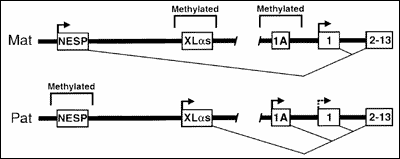 Methylated Methylated
Mat NESP XLαs 1A 1 2-13
Methylated
Pat NESP XLαs 1A 1 2-13